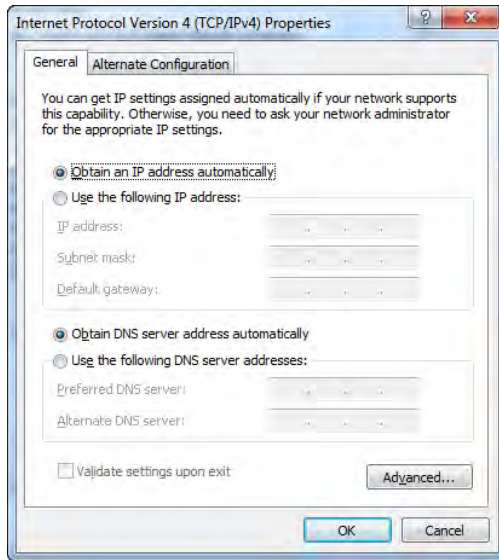 Internet Protocol Version 4 (TCP/IPv4) Properties
?
General Alternate Configuration
You can get IP settings assigned automatically if your network supports
this capability. Otherwise, you need to ask your network administrator
for the appropriate IP settings.
Obtain an IP address automatically
Use the following IP address:
IP address:
Subnet mask:
Default gateway:
Obtain DNS server address automatically
Use the following DNS server addresses:
Preferred DNS server:
Alternate DNS server:
Validate settings upon exit
Advanced...
OK Cancel